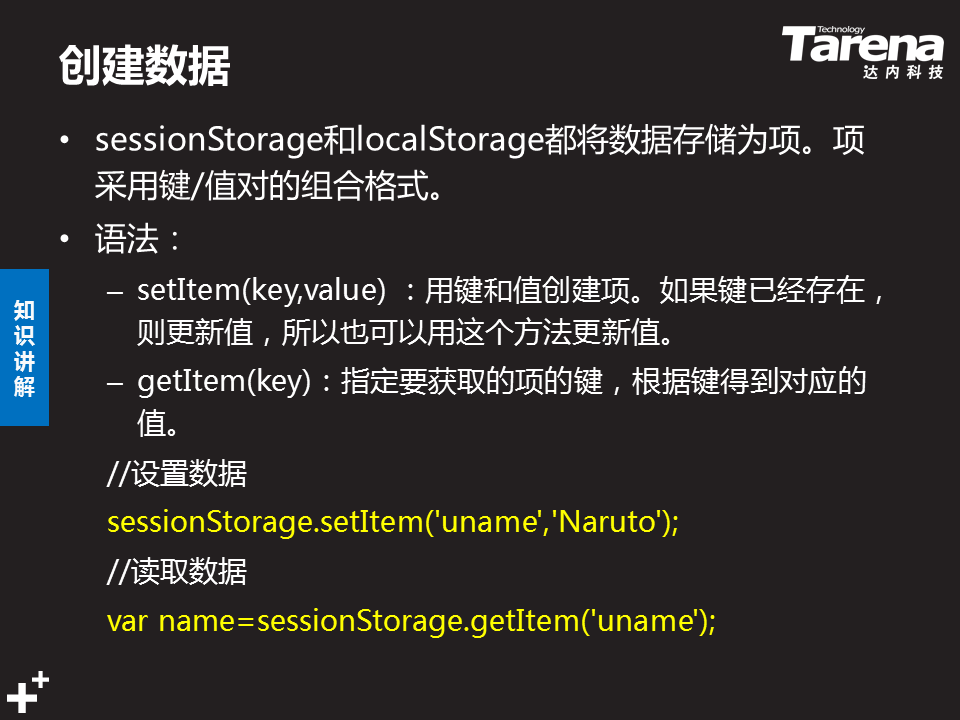 创建数据
Technology
Tarena
达内科技
• sessionStorage和localStorage都将数据存储为项。项
采用键/值对的组合格式。
• 语法：
– setItem(key,value) ：用键和值创建项。如果键已经存在，
则更新值，所以也可以用这个方法更新值。
– getItem(key)：指定要获取的项的键，根据键得到对应的
值。
//设置数据
sessionStorage.setItem('uname','Naruto');
//读取数据
var name=sessionStorage.getItem('uname');
知
识
讲
解